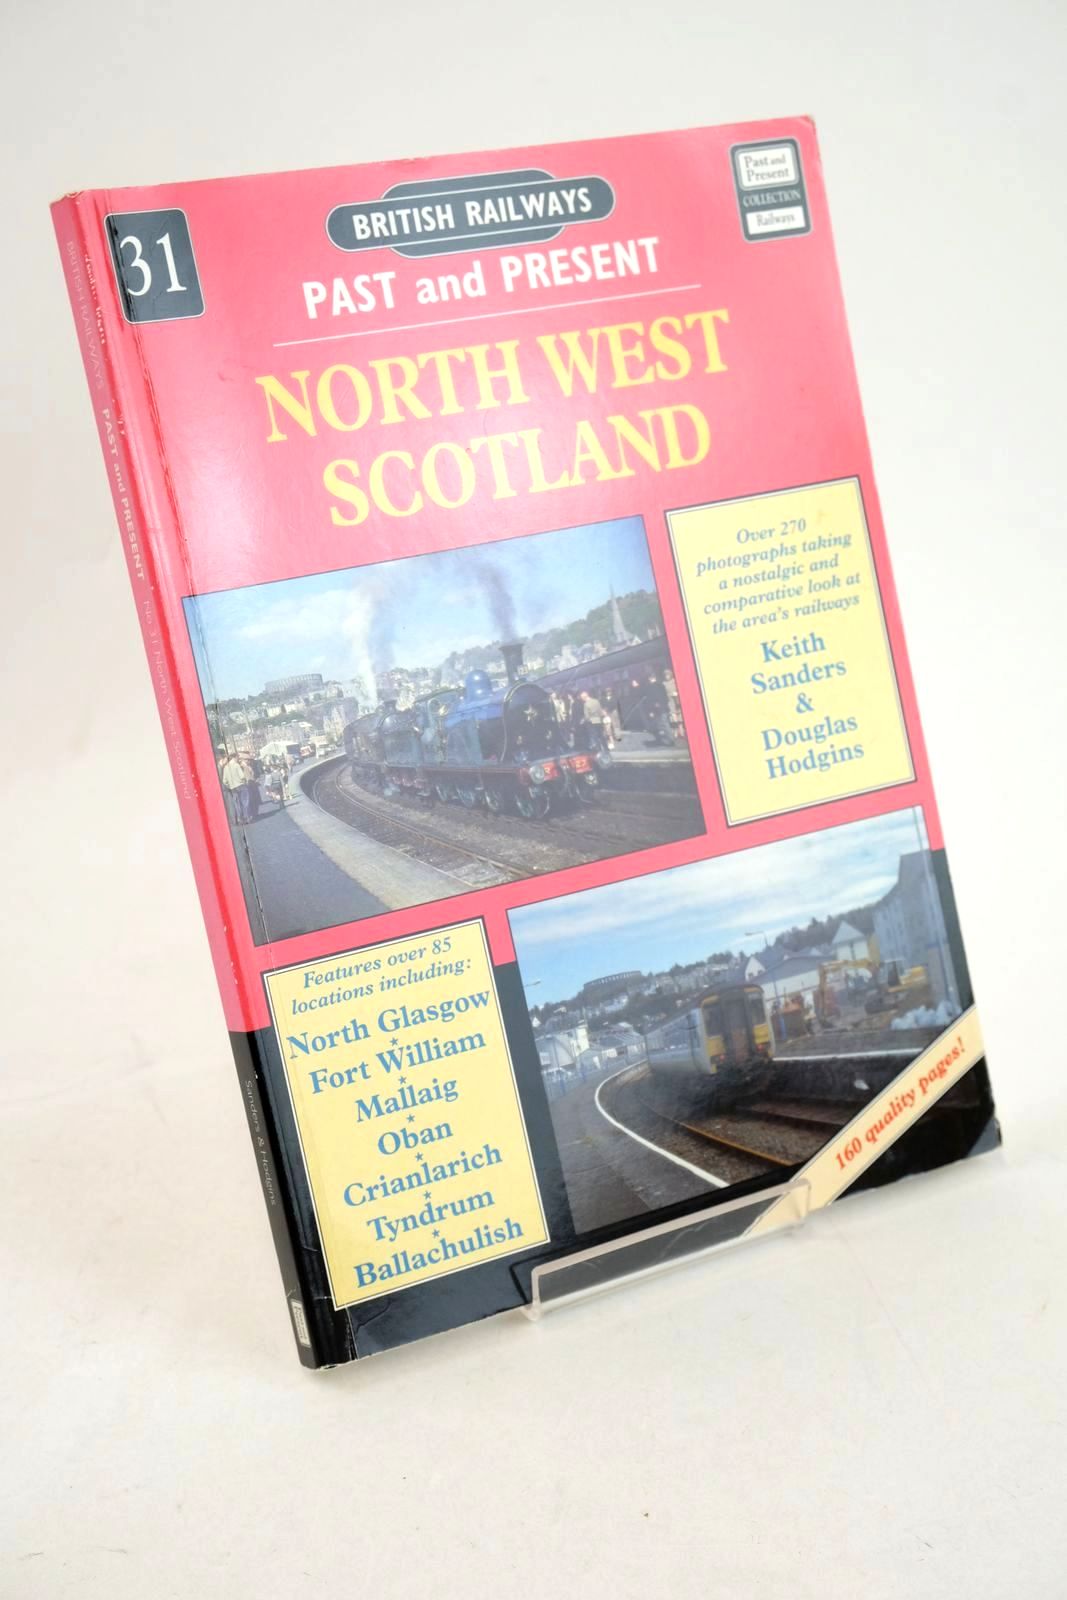 31
BRITISH RAILWAYS
PAST and PRESENT
Past and
Present
COLLECTION
Railways
NORTH WEST
SCOTLAND
Over 270
photographs taking
a nostalgic and
comparative look at
the area's railways
Keith
Sanders
&
Douglas
Hodgins
Features over 85
locations including:
North Glasgow
Fort William
Mallaig
Oban
Crianlarich
Tyndrum
Ballachulish
160 quality pages!
BRITISH RAILWAYS PAST and PRESENT No 31 North West Scotland
Sanders & Hodgins